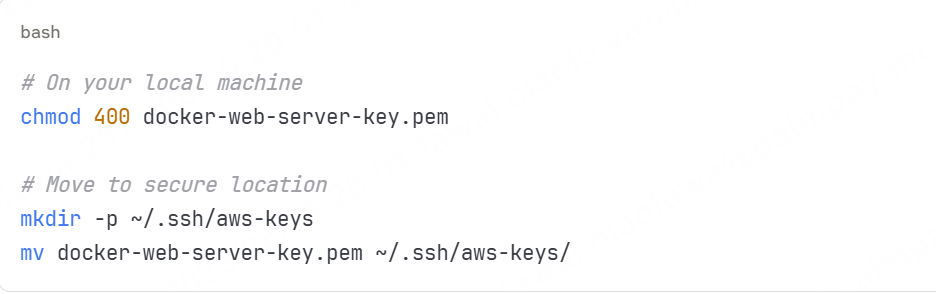 bash
# On your local machine
chmod 400 docker-web-server-key.pem
# Move to secure location
mkdir -p ~/.ssh/aws-keys
mv docker-web-server-key.pem ~/.ssh/aws-keys/